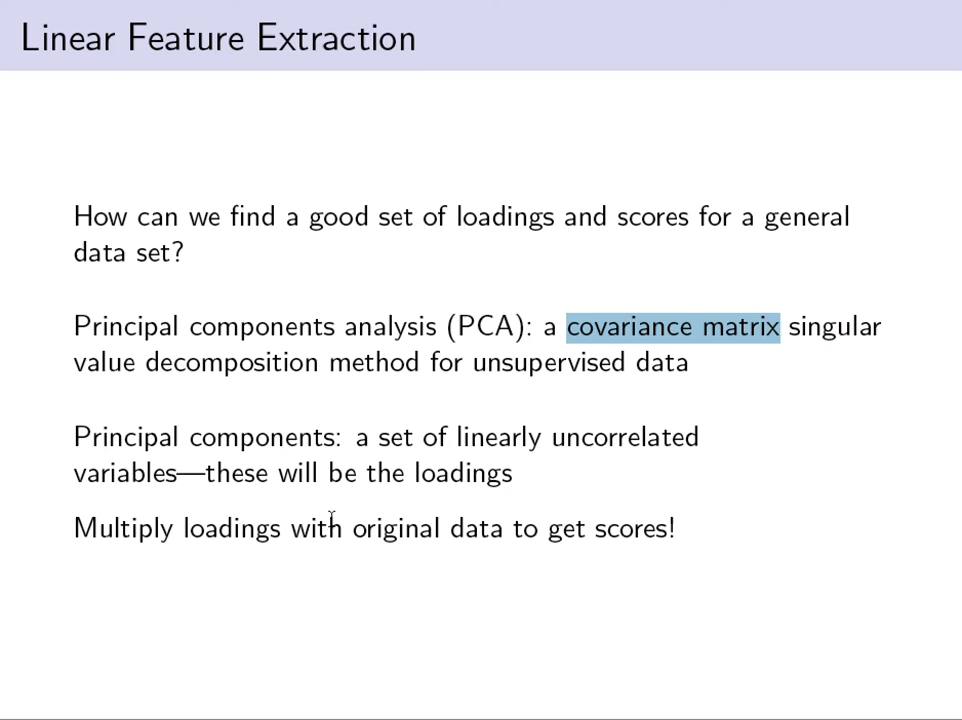 Linear Feature Extraction
How can we find a good set of loadings and scores for a general
data set?
Principal components analysis (PCA): a covariance matrix singular
value decomposition method for unsupervised data
Principal components: a set of linearly uncorrelated
variables—these will be the loadings
Multiply loadings with original data to get scores!